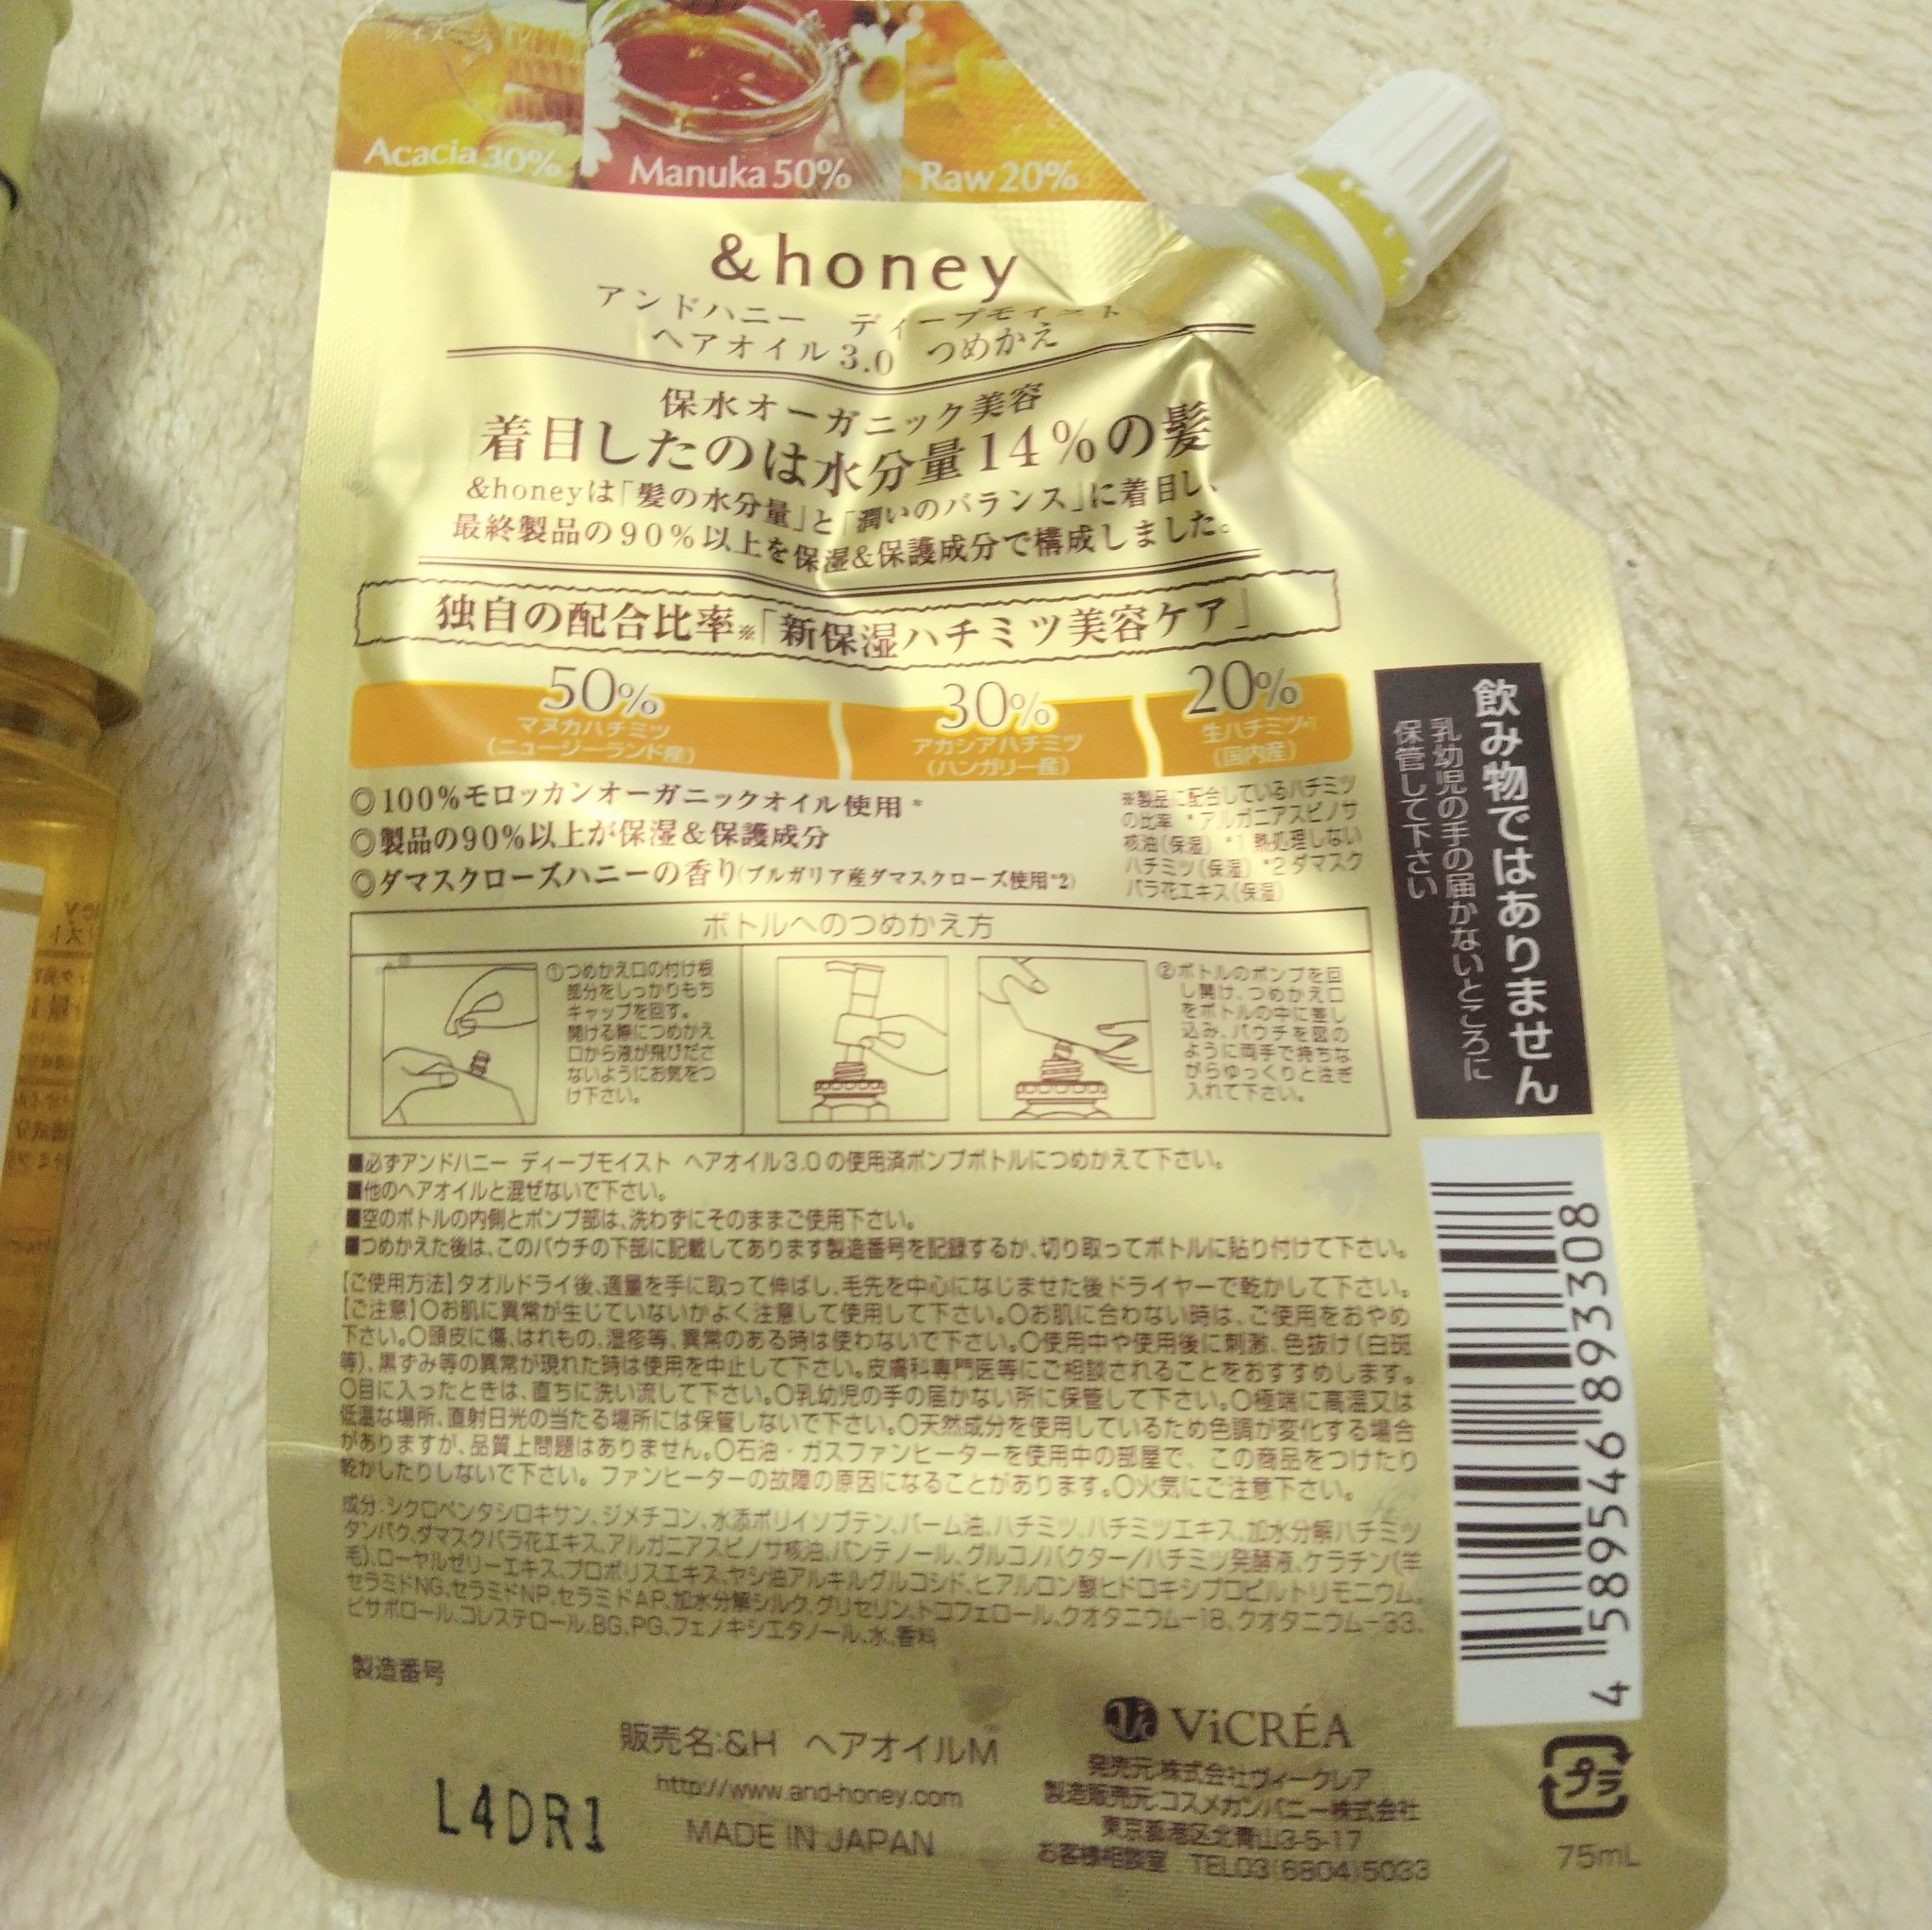 Acacia 30%
Manuka 50%
Raw 20%
&honey
アンドハニー ディープモイスト
ヘアオイル3.0 つめかえ
保水オーガニック美容
着目したのは水分量14%の髪
&honeyは「髪の水分量」と「潤いのバランス」に着目し、
最終製品の90%以上を保湿&保護成分で構成しました。
独自の配合比率※「新保湿ハチミツ美容ケア」
50%
マヌカハチミツ
(ニュージーランド産)
30%
アカシアハチミツ
(ハンガリー産)
20%
生ハチミツ*1
(国内産)
◎100%モロッカンオーガニックオイル使用*
◎製品の90%以上が保湿&保護成分
◎ダマスクローズハニーの香り(ブルガリア産ダマスクローズ使用*2)
※製品に配合しているハチミツ
の比率 *アルガニアスピノサ
核油(保湿) *1 熱処理しない
ハチミツ(保湿) *2 ダマスク
バラ花エキス(保湿)
飲み物ではありません
乳幼児の手の届かないところに
保管して下さい
ボトルへのつめかえ方
①つめかえ口の付け根
部分をしっかりもち
キャップを回す。
開ける際につめかえ
口から液が飛びださ
ないようにお気をつ
け下さい。
②ボトルのポンプを回
し開け、つめかえ口
をボトルの中に差し
込み、パウチを図の
ように両手で持ちな
がらゆっくりと注ぎ
入れて下さい。
■必ずアンドハニー ディープモイスト ヘアオイル3.0の使用済ポンプボトルにつめかえて下さい。
■他のヘアオイルと混ぜないで下さい。
■空のボトルの内側とポンプ部は、洗わずにそのままご使用下さい。
■つめかえた後は、このパウチの下部に記載してあります製造番号を記録するか、切り取ってボトルに貼り付けて下さい。
【ご使用方法】タオルドライ後、適量を手に取って伸ばし、毛先を中心になじませた後ドライヤーで乾かして下さい。
【ご注意】○お肌に異常が生じていないかよく注意して使用して下さい。○お肌に合わない時は、ご使用をおやめ
下さい。○頭皮に傷、はれもの、湿疹等、異常のある時は使わないで下さい。○使用中や使用後に刺激、色抜け(白斑
等)、黒ずみ等の異常が現れた時は使用を中止して下さい。皮膚科専門医等にご相談されることをおすすめします。
○目に入ったときは、直ちに洗い流して下さい。○乳幼児の手の届かない所に保管して下さい。○極端に高温又は
低温な場所、直射日光の当たる場所には保管しないで下さい。○天然成分を使用しているため色調が変化する場合
がありますが、品質上問題はありません。○石油・ガスファンヒーターを使用中の部屋で、この商品をつけたり
乾かしたりしないで下さい。ファンヒーターの故障の原因になることがあります。○火気にご注意下さい。
成分:シクロペンタシロキサン、ジメチコン、水添ポリイソブテン、パーム油、ハチミツ、ハチミツエキス、加水分解ハチミツ
タンパク、ダマスクバラ花エキス、アルガニアスピノサ核油、パンテノール、グルコノバクター/ハチミツ発酵液、ケラチン(羊
毛)、ローヤルゼリーエキス、プロポリスエキス、ヤシ油アルキルグルコシド、ヒアルロン酸ヒドロキシプロピルトリモニウム、
セラミドNG、セラミドNP、セラミドAP、加水分解シルク、グリセリン、トコフェロール、クオタニウム-18、クオタニウム-33、
ビサボロール、コレステロール、BG、PG、フェノキシエタノール、水、香料
製造番号
L4DR1
販売名:&H ヘアオイルM
http://www.and-honey.com
MADE IN JAPAN
ViCRÉA
発売元:株式会社ヴィークレア
製造販売元:コスメカンパニー株式会社
東京都港区北青山3-5-17
お客様相談室 TEL03(6804)5033
4 589546 893308
プラ
75mL